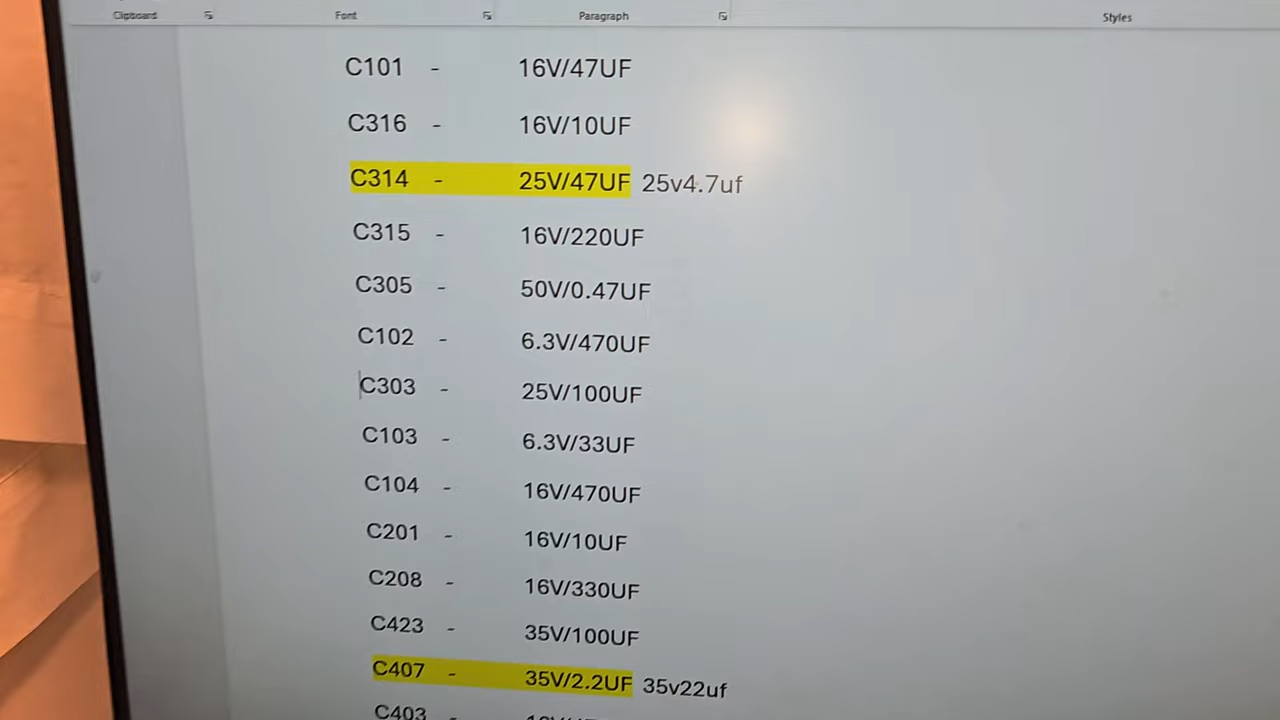 Clipboard Font Paragraph Styles
C101 - 16V/47UF
C316 - 16V/10UF
C314 - 25V/47UF 25v4.7uf
C315 - 16V/220UF
C305 - 50V/0.47UF
C102 - 6.3V/470UF
C303 - 25V/100UF
C103 - 6.3V/33UF
C104 - 16V/470UF
C201 - 16V/10UF
C208 - 16V/330UF
C423 - 35V/100UF
C407 - 35V/2.2UF 35v22uf
C403 -